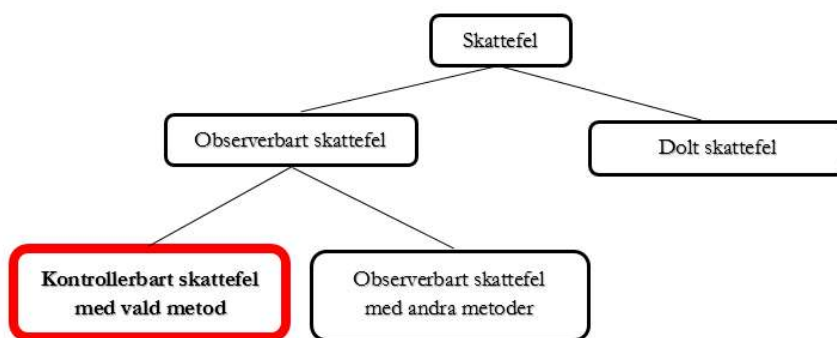 Skattefel
Observerbart skattefel
Dolt skattefel
Kontrollerbart skattefel
med vald metod
Observerbart skattefel
med andra metoder